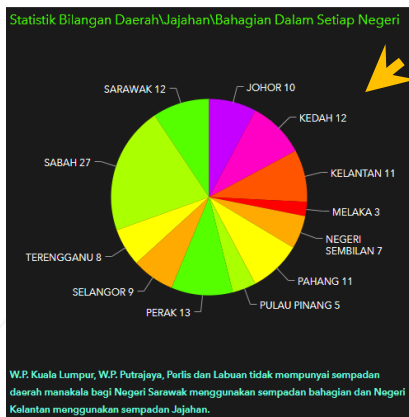 Statistik Bilangan Daerah\Jajahan\Bahagian Dalam Setiap Negeri
SARAWAK 12
JOHOR 10
KEDAH 12
SABAH 27
KELANTAN 11
MELAKA 3
NEGERI
SEMBILAN 7
TERENGGANU 8
PAHANG 11
SELANGOR 9
PULAU PINANG 5
PERAK 13
W.P. Kuala Lumpur, W.P. Putrajaya, Perlis dan Labuan tidak mempunyai sempadan
daerah manakala bagi Negeri Sarawak menggunakan sempadan bahagian dan Negeri
Kelantan menggunakan sempadan Jajahan.